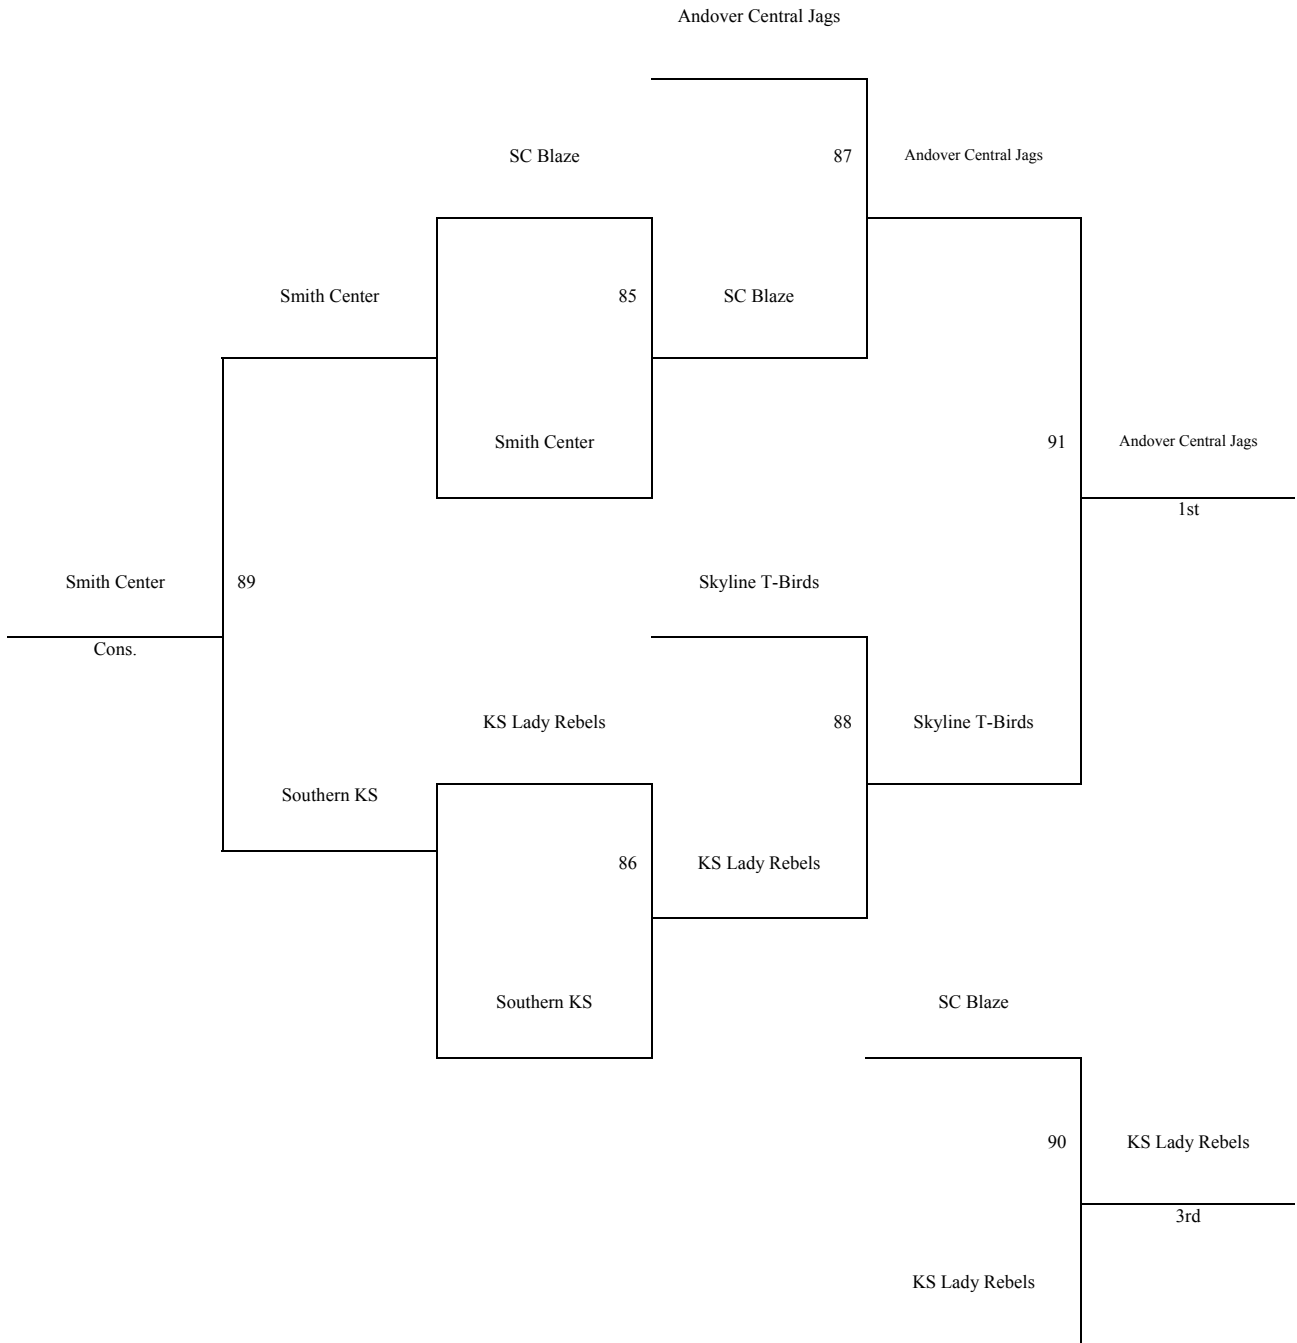 Andover Central Jags
SC Blaze
87
Andover Central Jags
Smith Center
85
SC Blaze
Smith Center
91
Andover Central Jags
1st
Smith Center
89
Skyline T-Birds
Cons.
KS Lady Rebels
88
Skyline T-Birds
Southern KS
86
KS Lady Rebels
Southern KS
SC Blaze
90
KS Lady Rebels
3rd
KS Lady Rebels